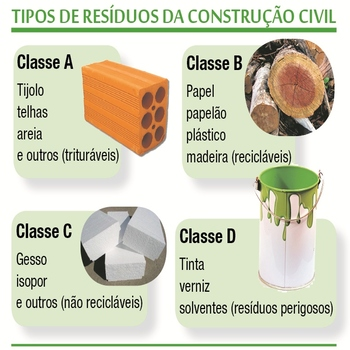 TIPOS DE RESÍDUOS DA CONSTRUÇÃO CIVIL
Classe A
Tijolo
telhas
areia
e outros (trituráveis)
Classe B
Papel
papelão
plástico
madeira (recicláveis)
Classe C
Gesso
isopor
e outros (não recicláveis)
Classe D
Tinta
verniz
solventes (resíduos perigosos)